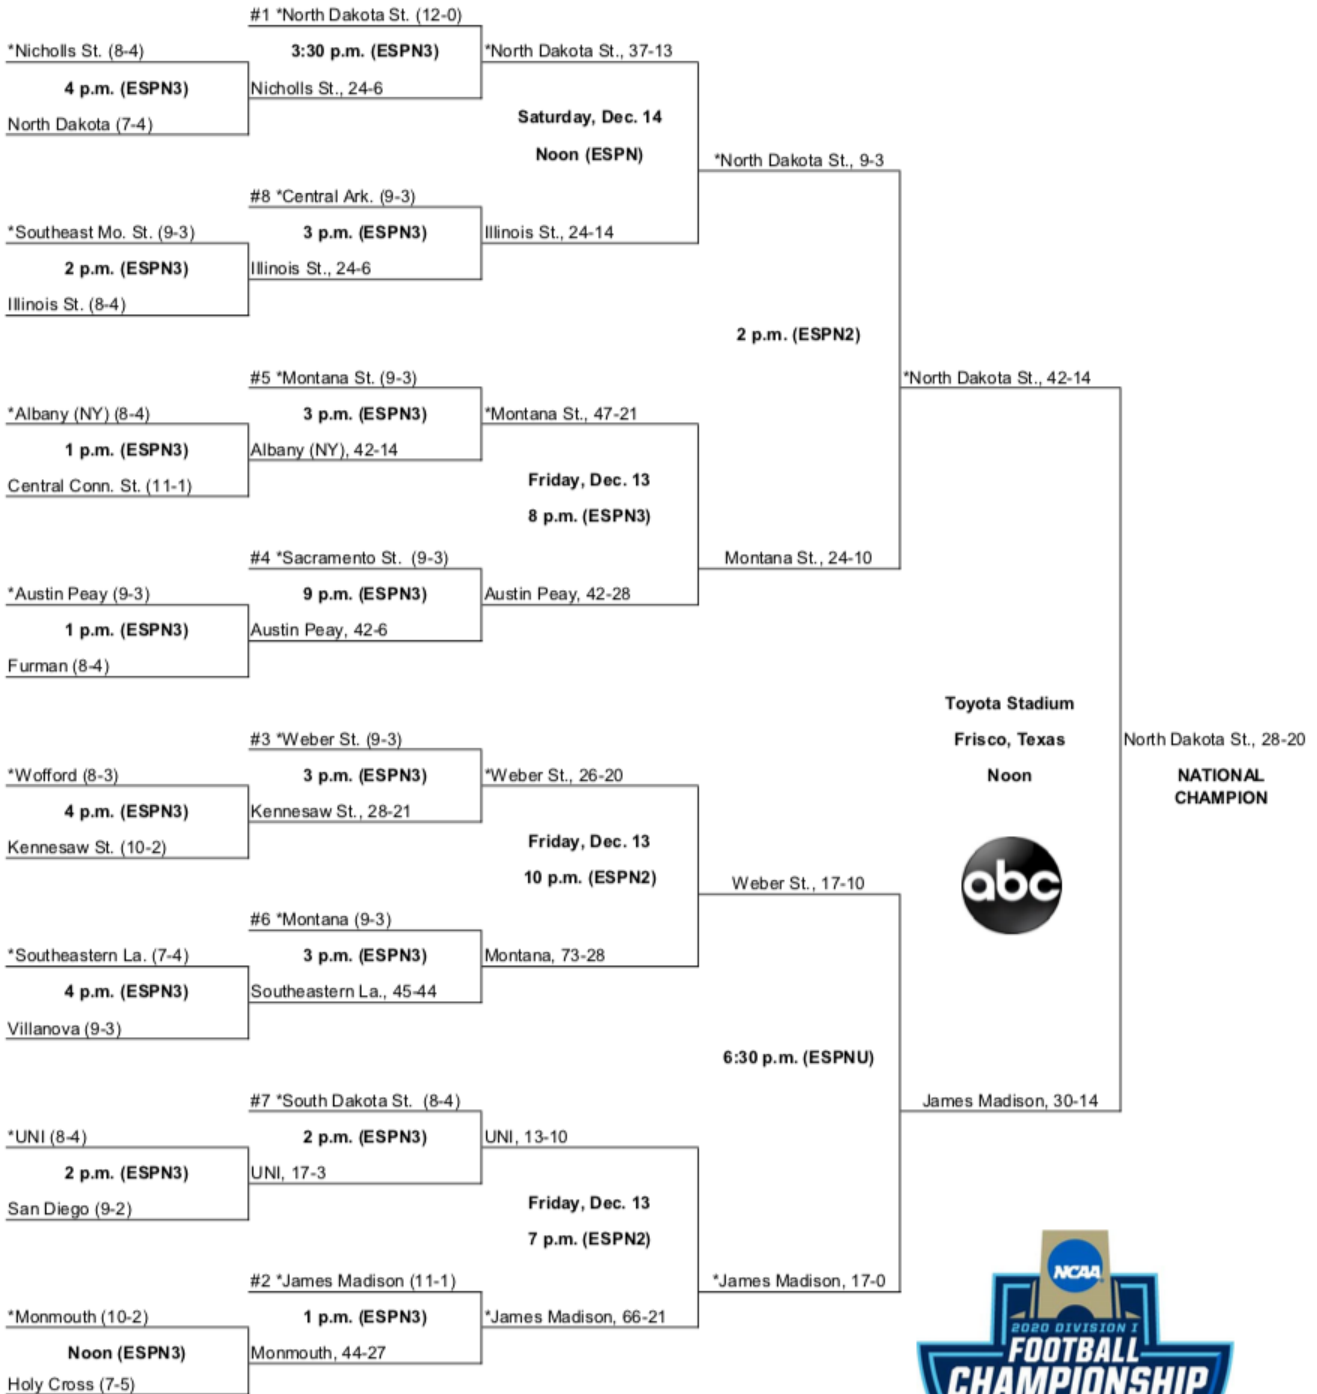 #1 *North Dakota St. (12-0)
*Nicholls St. (8-4)
3:30 p.m. (ESPN3)
*North Dakota St., 37-13
4 p.m. (ESPN3)
Nicholls St., 24-6
North Dakota (7-4)
Saturday, Dec. 14
Noon (ESPN)
*North Dakota St., 9-3
#8 *Central Ark. (9-3)
*Southeast Mo. St. (9-3)
3 p.m. (ESPN3)
Illinois St., 24-14
2 p.m. (ESPN3)
Illinois St., 24-6
Illinois St. (8-4)
2 p.m. (ESPN2)
#5 *Montana St. (9-3)
*North Dakota St., 42-14
*Albany (NY) (8-4)
3 p.m. (ESPN3)
*Montana St., 47-21
1 p.m. (ESPN3)
Albany (NY), 42-14
Central Conn. St. (11-1)
Friday, Dec. 13
8 p.m. (ESPN3)
#4 *Sacramento St. (9-3)
Montana St., 24-10
*Austin Peay (9-3)
9 p.m. (ESPN3)
Austin Peay, 42-28
1 p.m. (ESPN3)
Austin Peay, 42-6
Furman (8-4)
Toyota Stadium
#3 *Weber St. (9-3)
Frisco, Texas
North Dakota St., 28-20
*Wofford (8-3)
3 p.m. (ESPN3)
*Weber St., 26-20
Noon
NATIONAL
CHAMPION
4 p.m. (ESPN3)
Kennesaw St., 28-21
Kennesaw St. (10-2)
Friday, Dec. 13
10 p.m. (ESPN2)
Weber St., 17-10
abc
#6 *Montana (9-3)
*Southeastern La. (7-4)
3 p.m. (ESPN3)
Montana, 73-28
4 p.m. (ESPN3)
Southeastern La., 45-44
Villanova (9-3)
6:30 p.m. (ESPNU)
#7 *South Dakota St. (8-4)
James Madison, 30-14
*UNI (8-4)
2 p.m. (ESPN3)
UNI, 13-10
2 p.m. (ESPN3)
UNI, 17-3
San Diego (9-2)
Friday, Dec. 13
7 p.m. (ESPN2)
#2 *James Madison (11-1)
*James Madison, 17-0
*Monmouth (10-2)
1 p.m. (ESPN3)
*James Madison, 66-21
Noon (ESPN3)
Monmouth, 44-27
Holy Cross (7-5)
NCAA
2020 DIVISION I
FOOTBALL
CHAMPIONSHIP